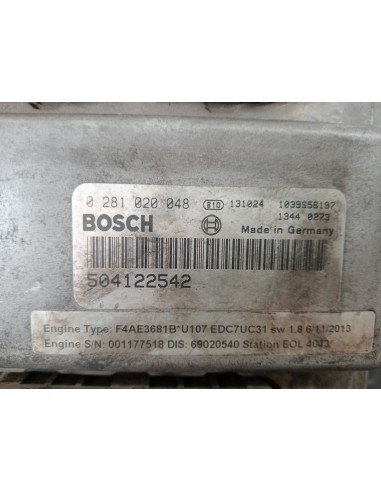 0 281 020 048 810 131024 1039S56197
1344 0273
BOSCH Made in Germany
504122542
Engine Type: F4AE3681B*U107 EDC7UC31 sw 1.8 6/11/2013
Engine S/N: 001177518 DIS: 69020540 Station EOL 4043